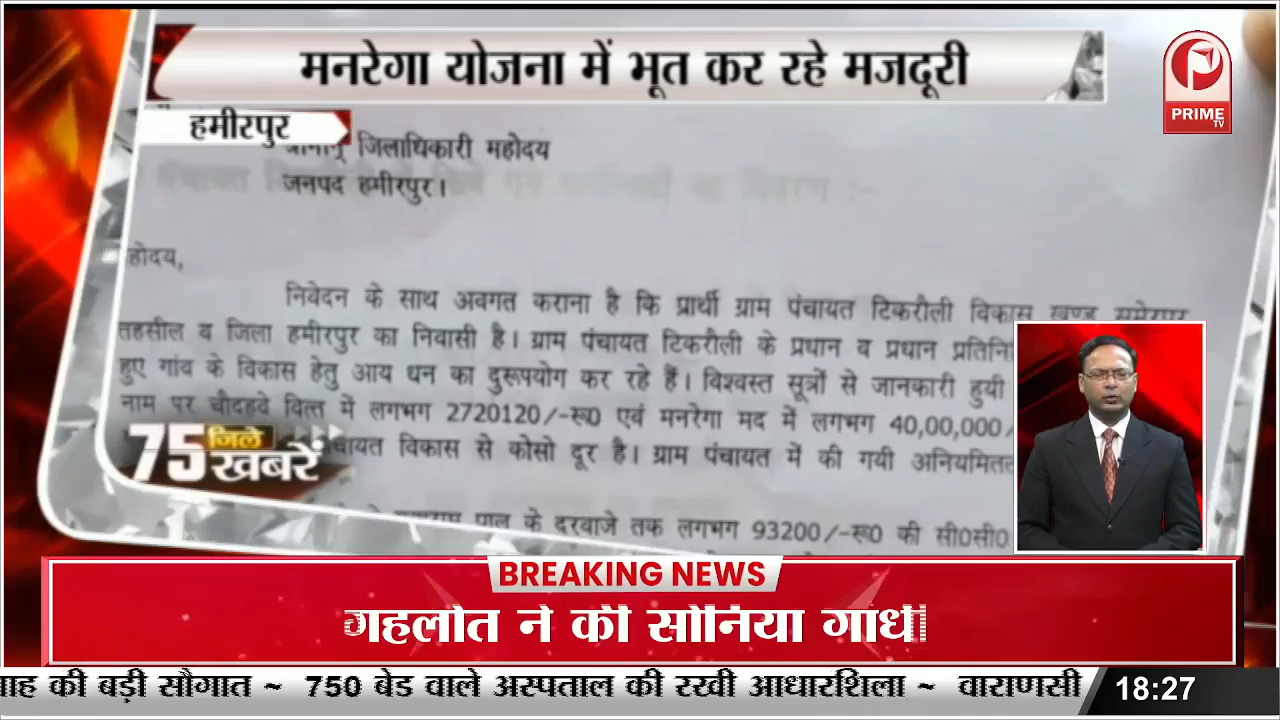 मनरेगा योजना में भूत कर रहे मजदूरी
PRIME
TV
हमीरपुर
जिलाधिकारी महोदय
जनपद हमीरपुर।
होदय,
निवेदन के साथ अवगत कराना है कि प्रार्थी ग्राम पंचायत टिकरौली विकास खण्ड
तहसील व जिला हमीरपुर का निवासी है। ग्राम पंचायत टिकरौली के प्रधान व प्रधान प्रतिनि
हुए गांव के विकास हेतु आय धन का दुरूपयोग कर रहे हैं। विश्वस्त सूत्रों से जानकारी हुयी
नाम पर चौदहवे वित्त में लगभग 2720120/-रू0 एवं मनरेगा मद में लगभग 40,00,000/
पंचायत विकास से कोसो दूर है। ग्राम पंचायत में की गयी अनियमितत
पाल के दरवाजे तक लगभग 93200/-रू0 की सी0सी0
75 जिले
खबरें
BREAKING NEWS
गहलोत ने की सोनिया गांधी
ाह की बड़ी सौगात ~ 750 बेड वाले अस्पताल की रखी आधारशिला ~ वाराणसी
18:27